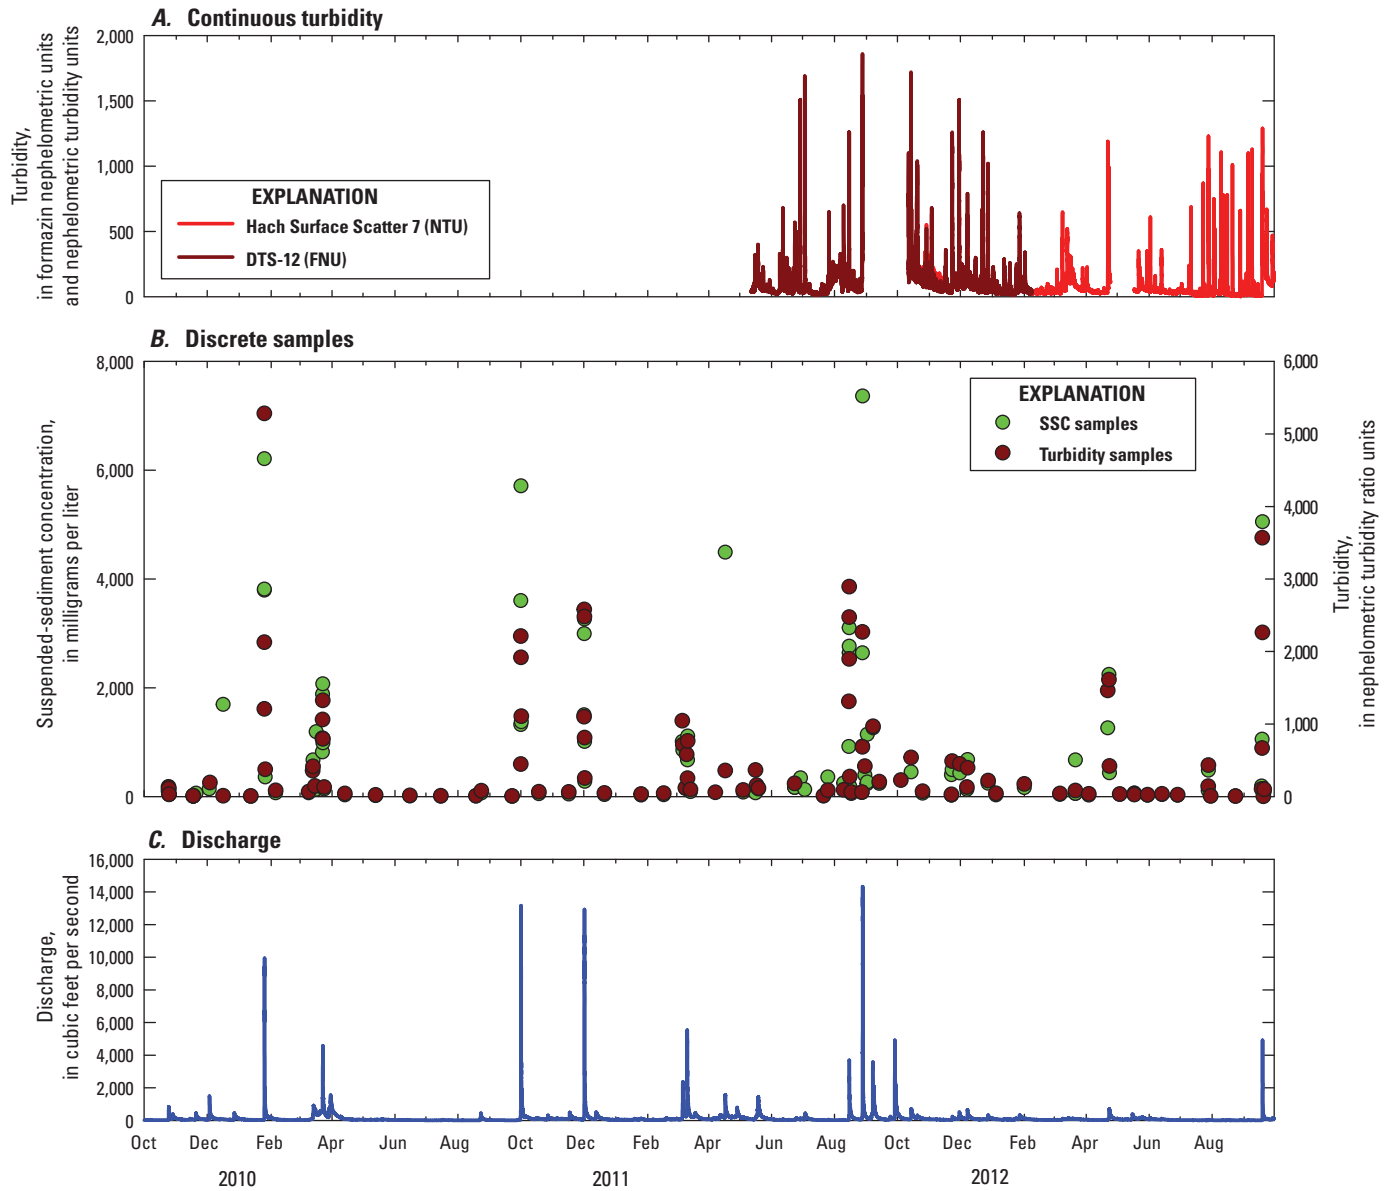 A. Continuous turbidity
Turbidity,
in formazin nephelometric units
and nephelometric turbidity units
2,000
1,500
1,000
500
0
EXPLANATION
Hach Surface Scatter 7 (NTU)
DTS-12 (FNU)
B. Discrete samples
Suspended-sediment concentration,
in milligrams per liter
8,000
6,000
4,000
2,000
0
EXPLANATION
SSC samples
Turbidity samples
6,000
5,000
4,000
3,000
2,000
1,000
0
Turbidity,
in nephelometric turbidity ratio units
C. Discharge
Discharge,
in cubic feet per second
16,000
14,000
12,000
10,000
8,000
6,000
4,000
2,000
0
Oct Dec Feb Apr Jun Aug Oct Dec Feb Apr Jun Aug Oct Dec Feb Apr Jun Aug
2010 2011 2012